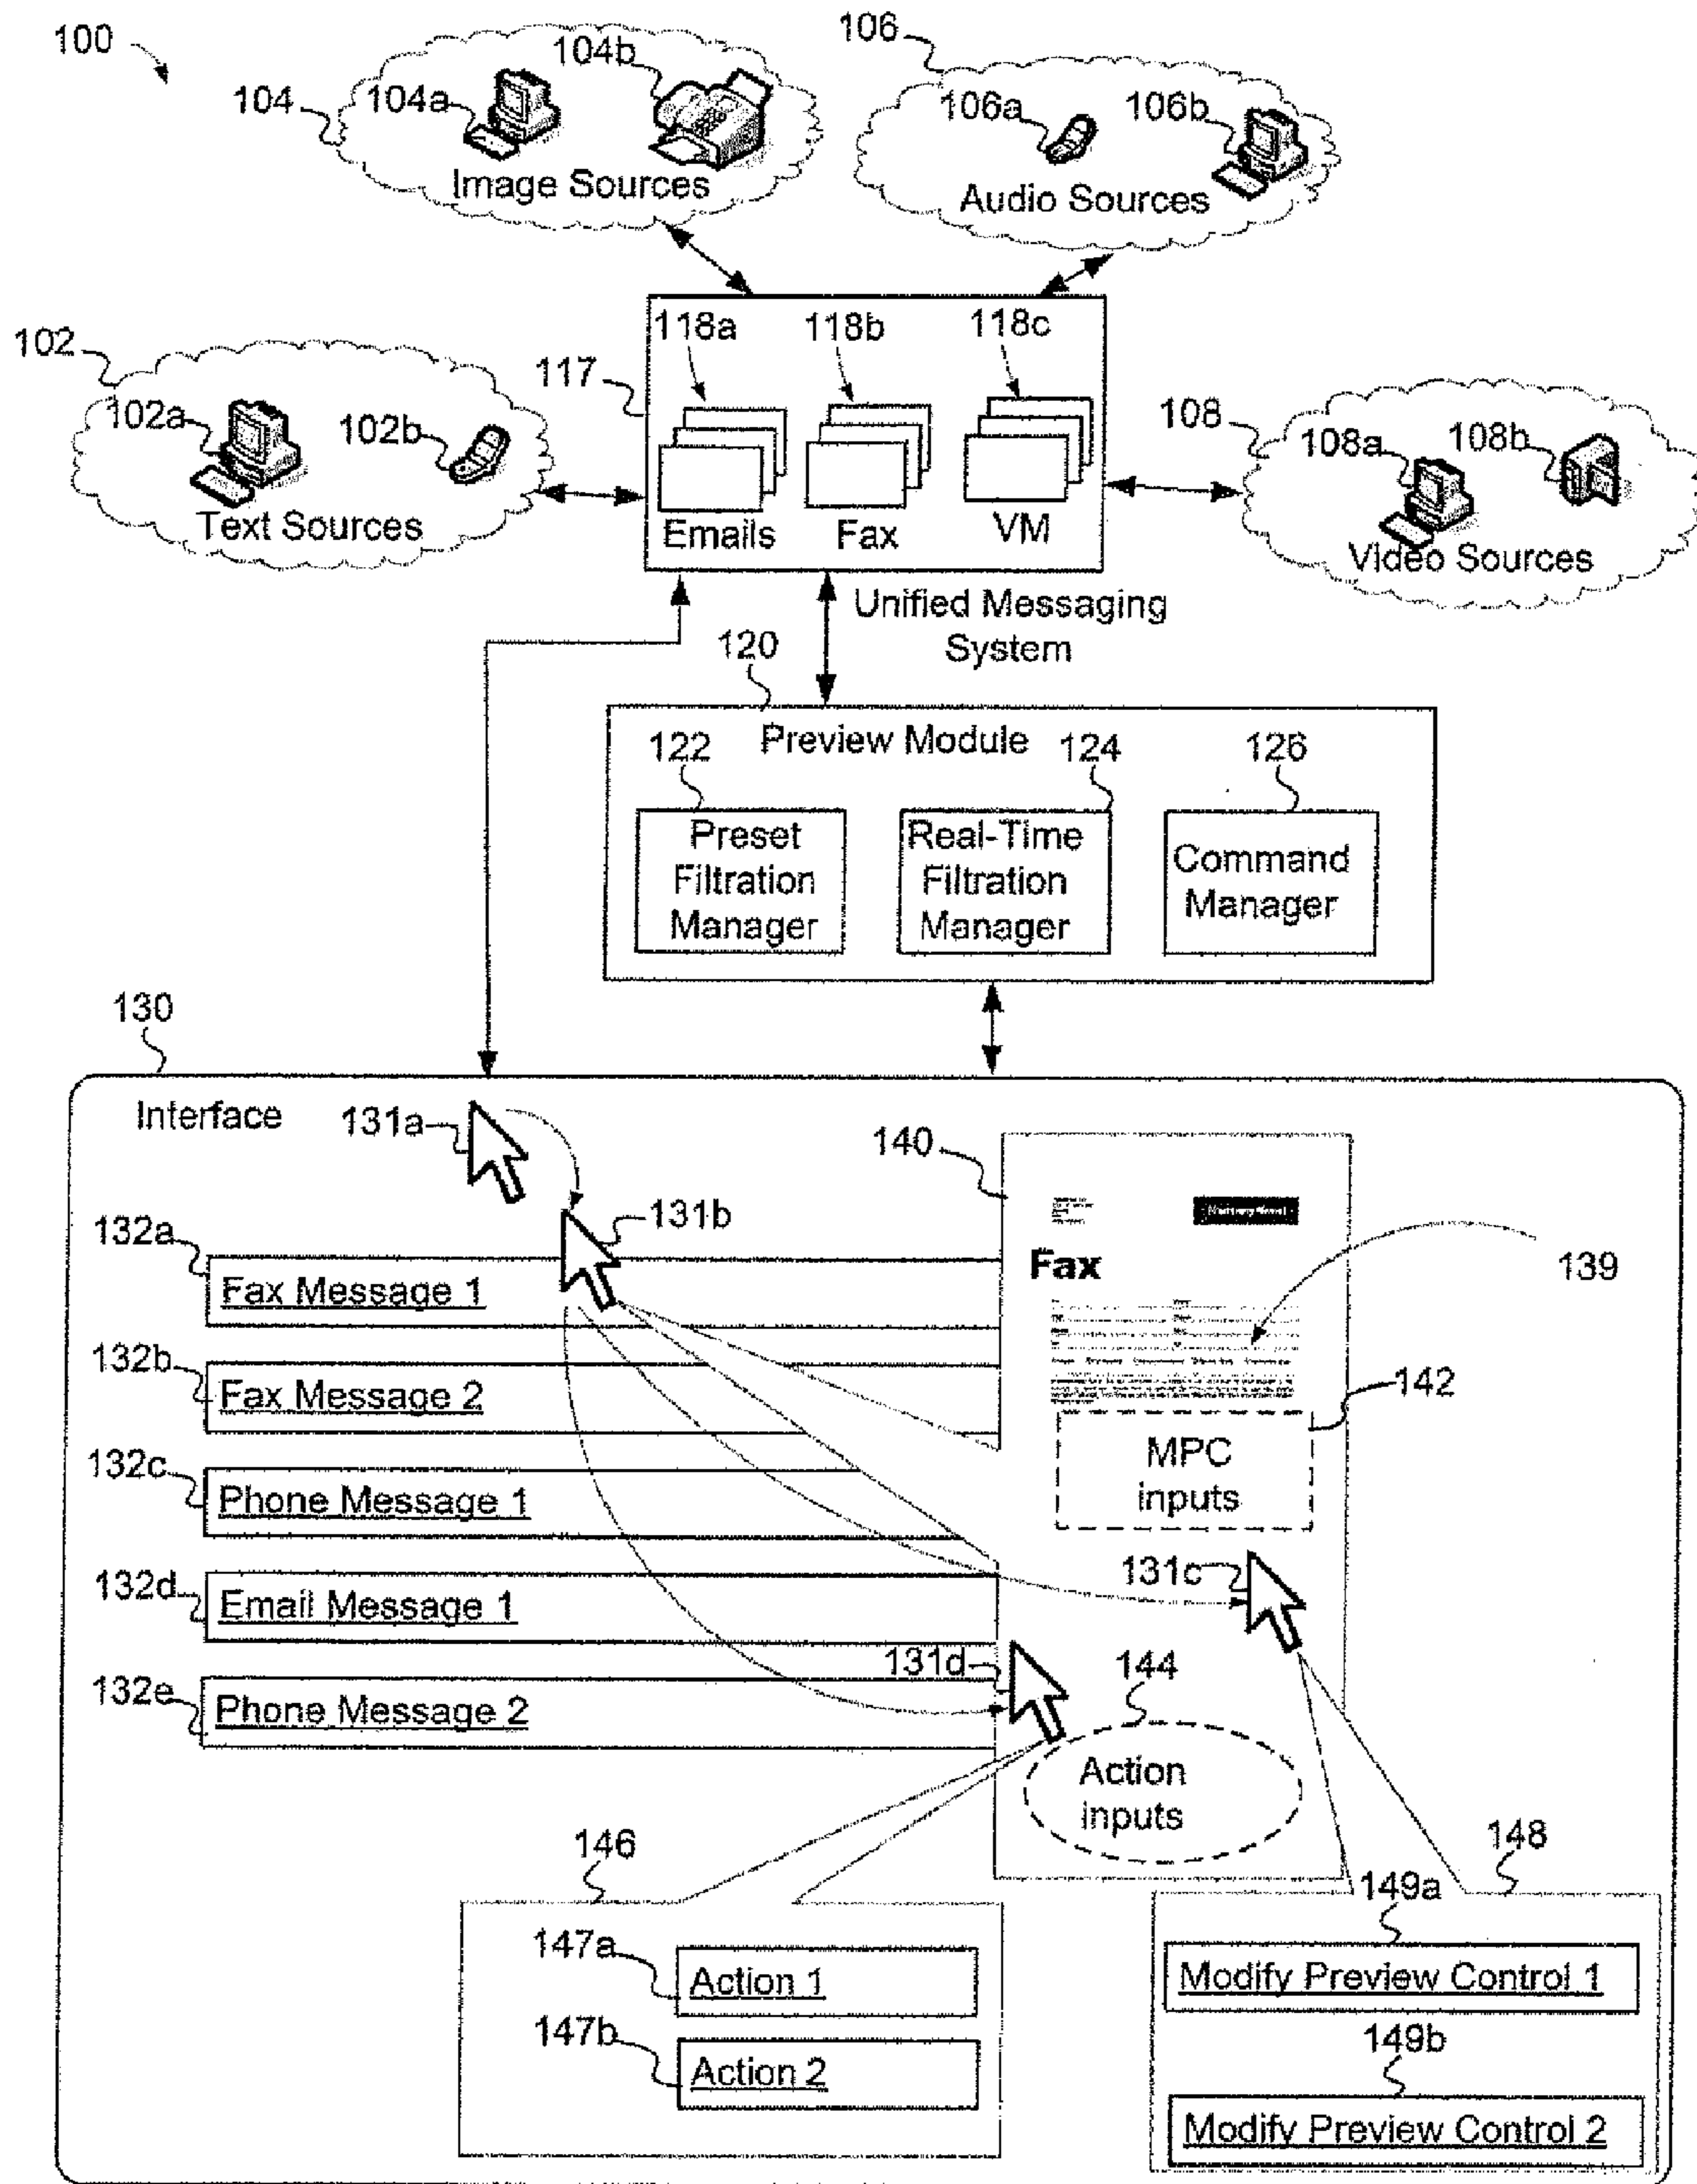 100
104
104a
104b
Image Sources
106
106a
106b
Audio Sources
102
102a
102b
Text Sources
117
118a
118b
118c
Emails
Fax
VM
108
108a
108b
Video Sources
Unified Messaging
System
120
Preview Module
122
124
126
Preset
Filtration
Manager
Real-Time
Filtration
Manager
Command
Manager
130
Interface
131a
131b
140
Fax
139
132a
Fax Message 1
132b
Fax Message 2
142
MPC
inputs
132c
Phone Message 1
131c
132d
Email Message 1
131d
144
132e
Phone Message 2
Action
inputs
146
148
147a
Action 1
149a
Modify Preview Control 1
147b
Action 2
149b
Modify Preview Control 2